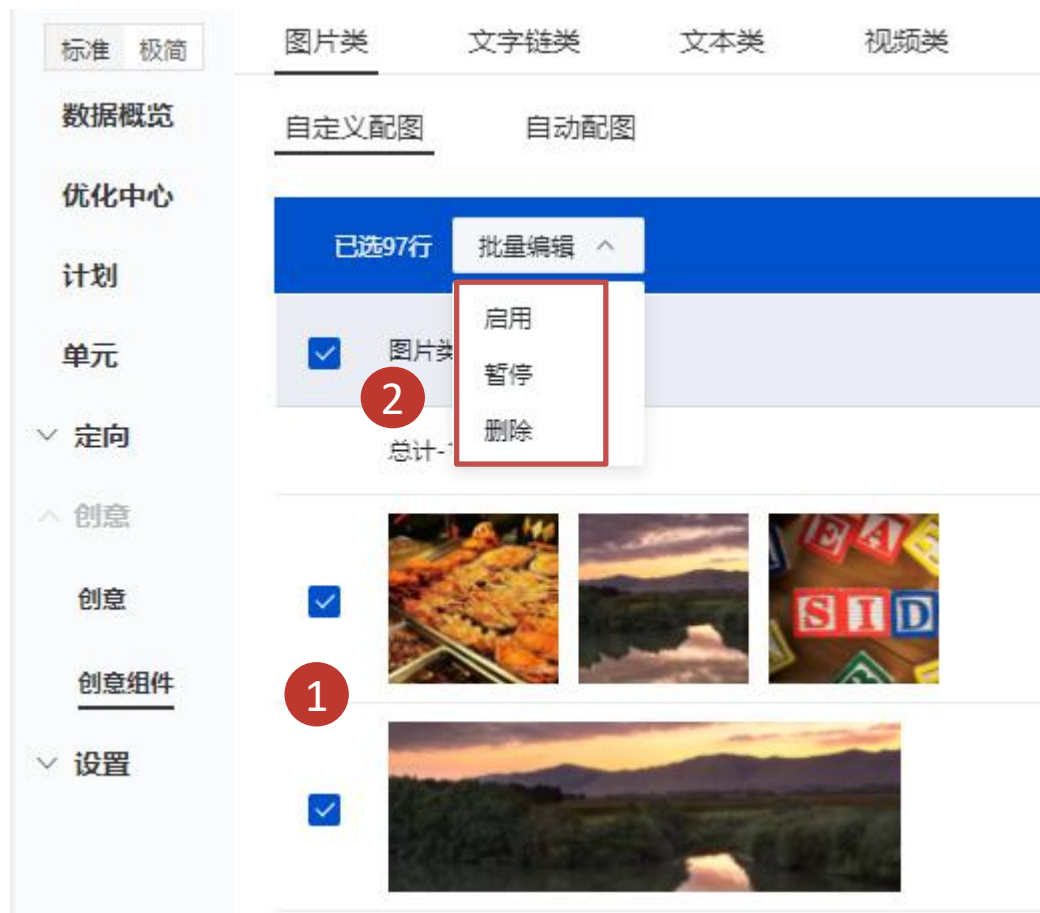 标准 极简
图片类 文字链类 文本类 视频类
数据概览
自定义配图 自动配图
优化中心
已选97行 批量编辑
计划
启用
图片类
单元
暂停
2
定向
删除
总计-
创意
E A
创意
S I D
创意组件
1
设置